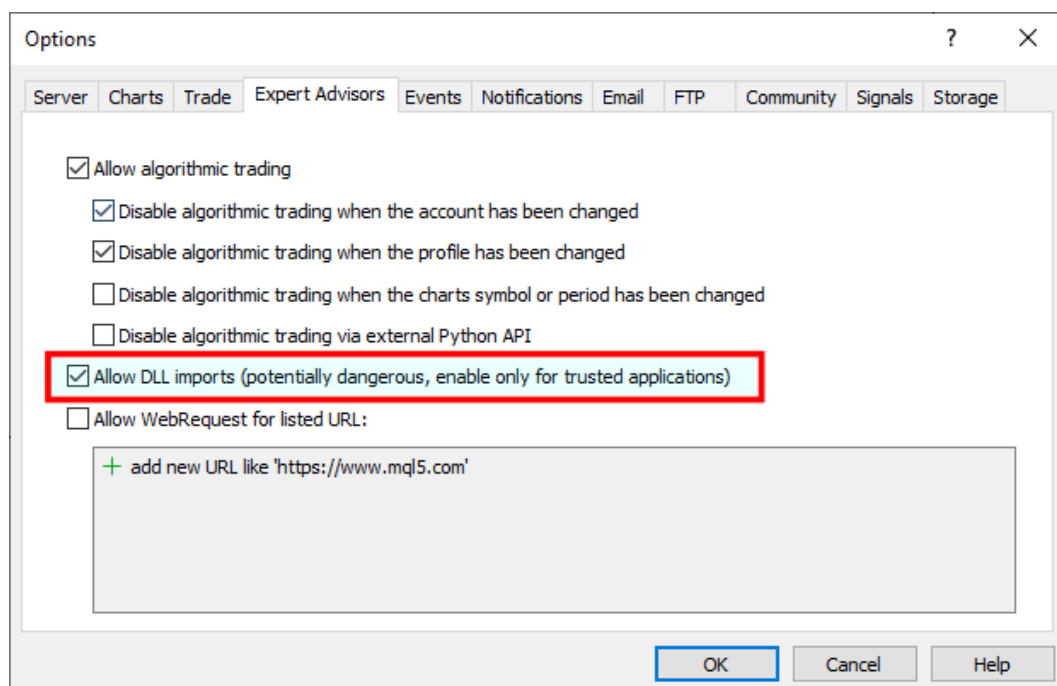 Options
Server Charts Trade Expert Advisors Events Notifications Email FTP Community Signals Storage
Allow algorithmic trading
Disable algorithmic trading when the account has been changed
Disable algorithmic trading when the profile has been changed
Disable algorithmic trading when the charts symbol or period has been changed
Disable algorithmic trading via external Python API
Allow DLL imports (potentially dangerous, enable only for trusted applications)
Allow WebRequest for listed URL:
add new URL like 'https://www.mql5.com'
OK Cancel Help